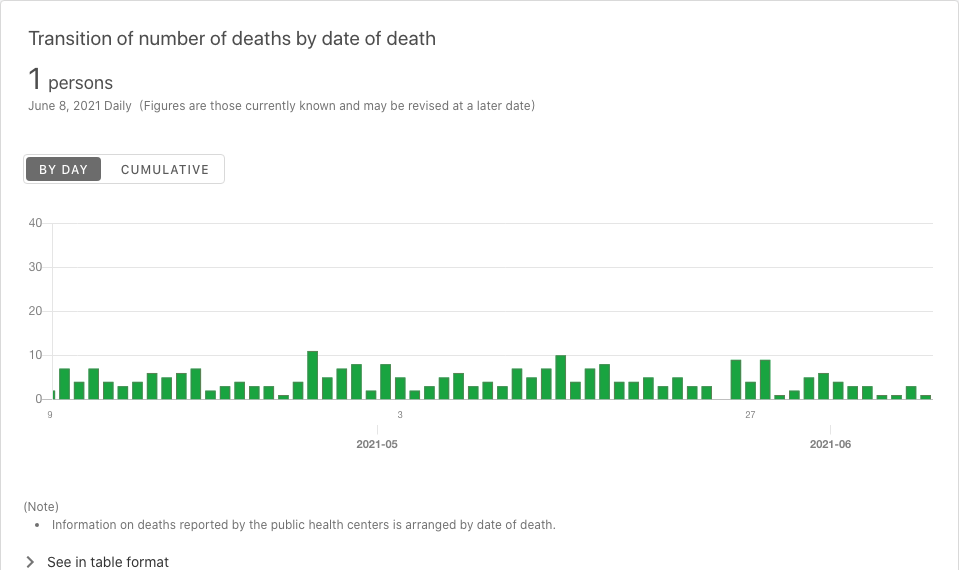 Transition of number of deaths by date of death
1 persons
June 8, 2021 Daily (Figures are those currently known and may be revised at a later date)
BY DAY CUMULATIVE
40
30
20
10
0
9 3 27
2021-05 2021-06
(Note)
• Information on deaths reported by the public health centers is arranged by date of death.
See in table format